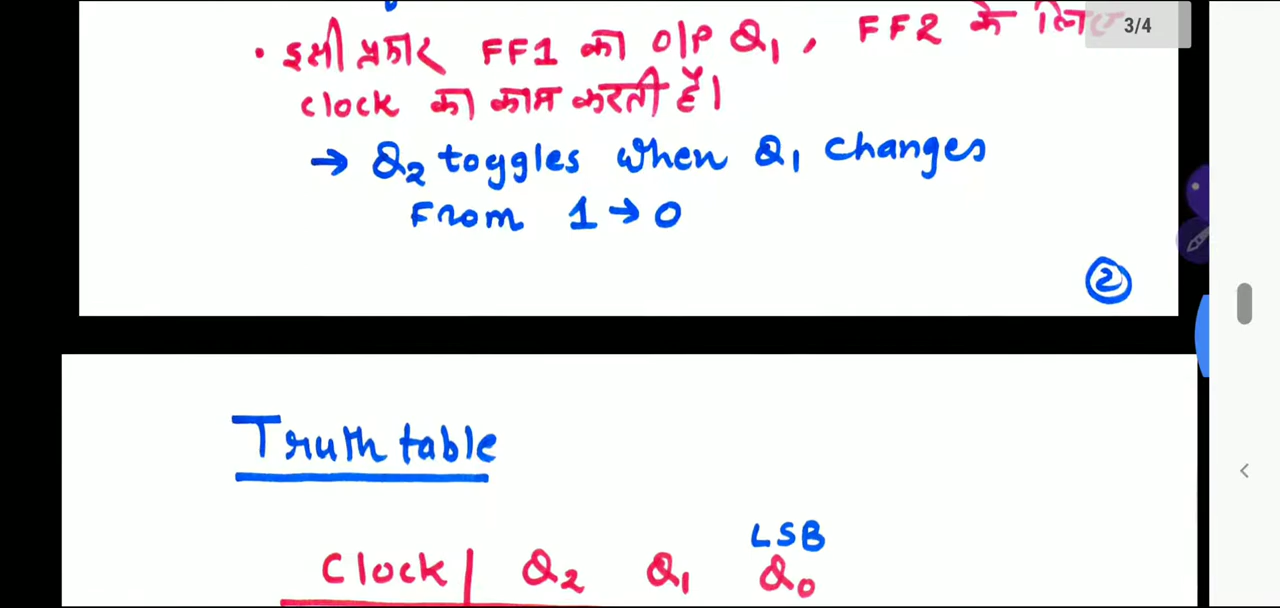 • इसी प्रकार FF1 का O/P Q1, FF2 के लिए
clock का काम करती हैं।
→ Q2 toggles when Q1 changes
From 1 → 0
2
3/4
Truth table
LSB
Clock | Q2 Q1 Q0